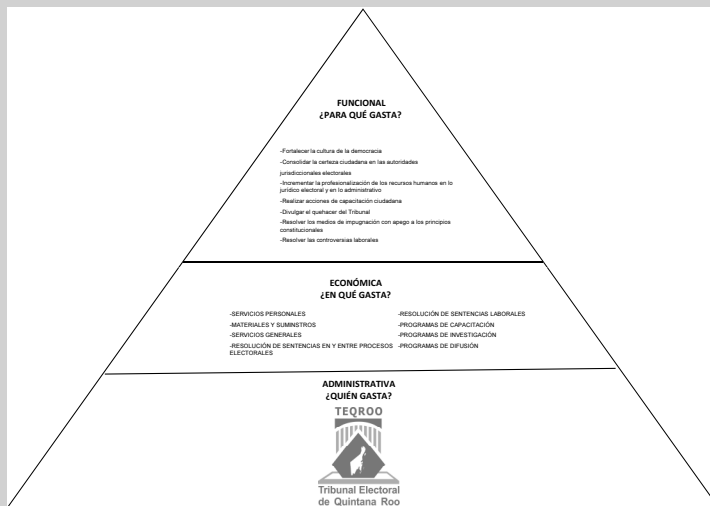 FUNCIONAL
¿PARA QUÉ GASTA?
-Fortalecer la cultura de la democracia
-Consolidar la certeza ciudadana en las autoridades
jurisdiccionales electorales
-Incrementar la profesionalización de los recursos humanos en lo
jurídico electoral y en lo administrativo
-Realizar acciones de capacitación ciudadana
-Divulgar el quehacer del Tribunal
-Resolver los medios de impugnación con apego a los principios
constitucionales
-Resolver las controversias laborales
ECONÓMICA
¿EN QUÉ GASTA?
-SERVICIOS PERSONALES
-MATERIALES Y SUMINSTROS
-SERVICIOS GENERALES
-RESOLUCIÓN DE SENTENCIAS EN Y ENTRE PROCESOS
ELECTORALES
-RESOLUCIÓN DE SENTENCIAS LABORALES
-PROGRAMAS DE CAPACITACIÓN
-PROGRAMAS DE INVESTIGACIÓN
-PROGRAMAS DE DIFUSIÓN
ADMINISTRATIVA
¿QUIÉN GASTA?
TEQROO
Tribunal Electoral
de Quintana Roo